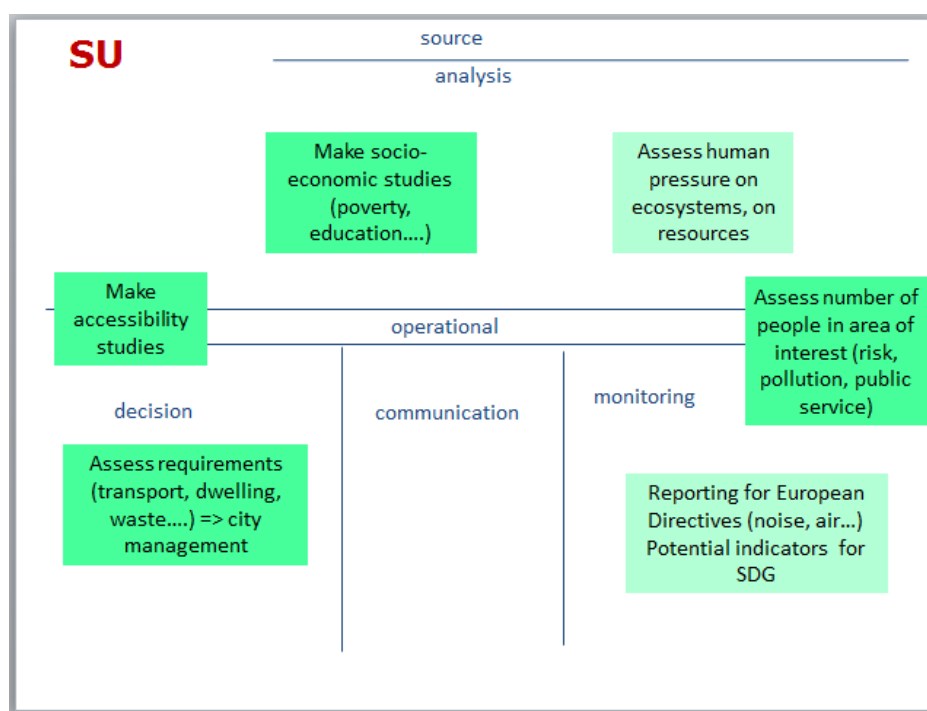 SU
source
analysis
Make socio-
economic studies
(poverty,
education....)
Assess human
pressure on
ecosystems, on
resources
Make
accessibility
studies
operational
Assess number of
people in area of
interest (risk,
pollution, public
service)
decision
communication
monitoring
Assess requirements
(transport, dwelling,
waste....) => city
management
Reporting for European
Directives (noise, air...)
Potential indicators for
SDG